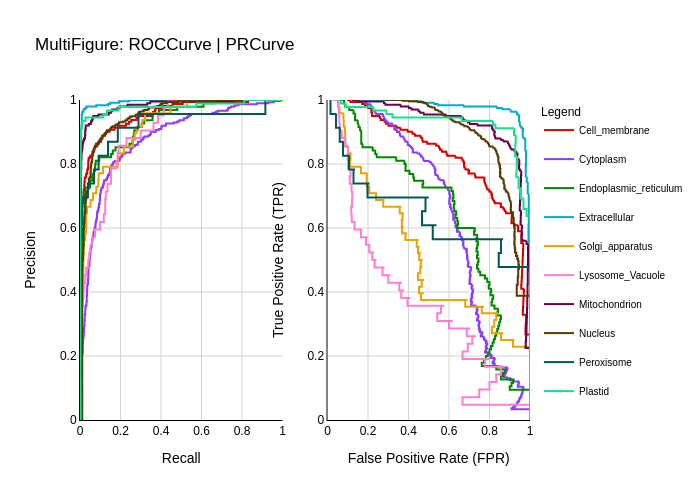 MultiFigure: ROCCurve | PRCurve
Precision
1
0.8
0.6
0.4
0.2
0
0
0.2
0.4
0.6
0.8
1
Recall
True Positive Rate (TPR)
1
0.8
0.6
0.4
0.2
0
0
0.2
0.4
0.6
0.8
1
False Positive Rate (FPR)
Legend
Cell_membrane
Cytoplasm
Endoplasmic_reticulum
Extracellular
Golgi_apparatus
Lysosome_Vacuole
Mitochondrion
Nucleus
Peroxisome
Plastid